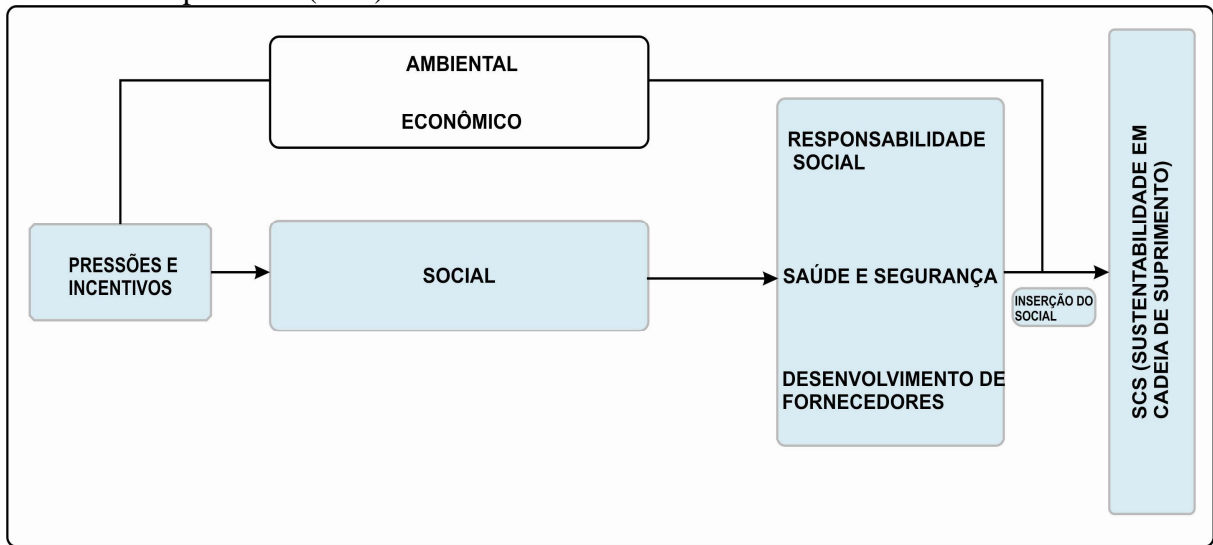 AMBIENTAL
ECONÔMICO
PRESSÕES E
INCENTIVOS
SOCIAL
RESPONSABILIDADE
SOCIAL
SAÚDE E SEGURANÇA
DESENVOLVIMENTO DE
FORNECEDORES
INSERÇÃO DO
SOCIAL
SCS (SUSTENTABILIDADE EM
CADEIA DE SUPRIMENTO)